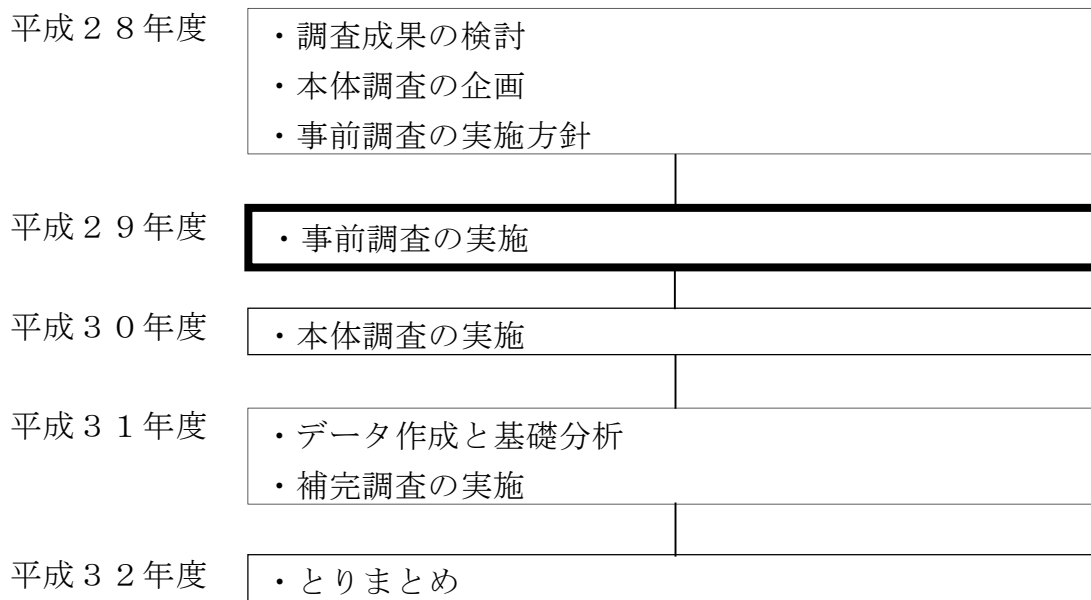 平成２８年度
・調査成果の検討
・本体調査の企画
・事前調査の実施方針
平成２９年度
・事前調査の実施
平成３０年度
・本体調査の実施
平成３１年度
・データ作成と基礎分析
・補完調査の実施
平成３２年度
・とりまとめ